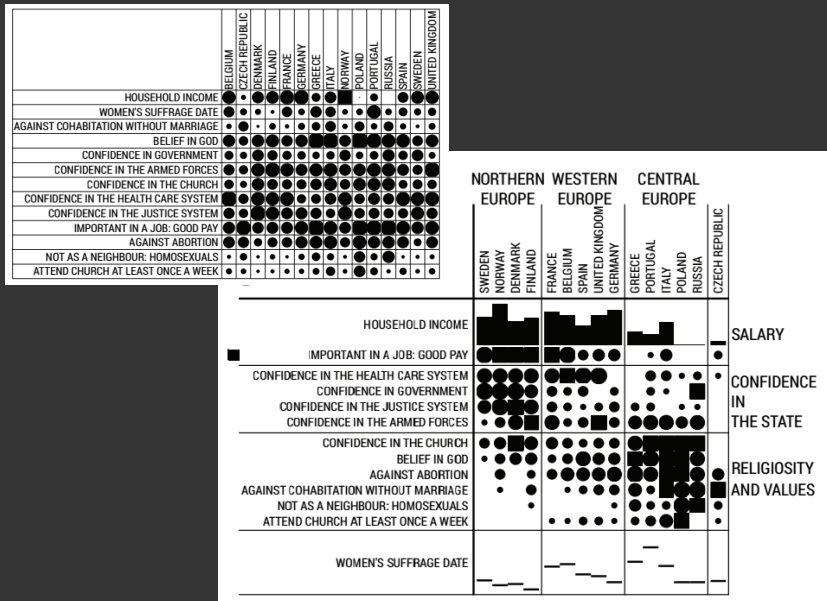 BELGIUM
CZECH REPUBLIC
DENMARK
FINLAND
FRANCE
GERMANY
GREECE
ITALY
NORWAY
POLAND
PORTUGAL
RUSSIA
SPAIN
SWEDEN
UNITED KINGDOM
HOUSEHOLD INCOME
WOMEN'S SUFFRAGE DATE
AGAINST COHABITATION WITHOUT MARRIAGE
BELIEF IN GOD
CONFIDENCE IN GOVERNMENT
CONFIDENCE IN THE ARMED FORCES
CONFIDENCE IN THE CHURCH
CONFIDENCE IN THE HEALTH CARE SYSTEM
CONFIDENCE IN THE JUSTICE SYSTEM
IMPORTANT IN A JOB: GOOD PAY
AGAINST ABORTION
NOT AS A NEIGHBOUR: HOMOSEXUALS
ATTEND CHURCH AT LEAST ONCE A WEEK
NORTHERN EUROPE
WESTERN EUROPE
CENTRAL EUROPE
SWEDEN
NORWAY
DENMARK
FINLAND
FRANCE
BELGIUM
SPAIN
UNITED KINGDOM
GERMANY
GREECE
PORTUGAL
ITALY
POLAND
RUSSIA
CZECH REPUBLIC
HOUSEHOLD INCOME
SALARY
IMPORTANT IN A JOB: GOOD PAY
CONFIDENCE IN THE HEALTH CARE SYSTEM
CONFIDENCE IN GOVERNMENT
CONFIDENCE IN THE JUSTICE SYSTEM
CONFIDENCE IN THE ARMED FORCES
CONFIDENCE
IN
THE STATE
CONFIDENCE IN THE CHURCH
BELIEF IN GOD
AGAINST ABORTION
AGAINST COHABITATION WITHOUT MARRIAGE
NOT AS A NEIGHBOUR: HOMOSEXUALS
ATTEND CHURCH AT LEAST ONCE A WEEK
RELIGIOSITY
AND VALUES
WOMEN'S SUFFRAGE DATE